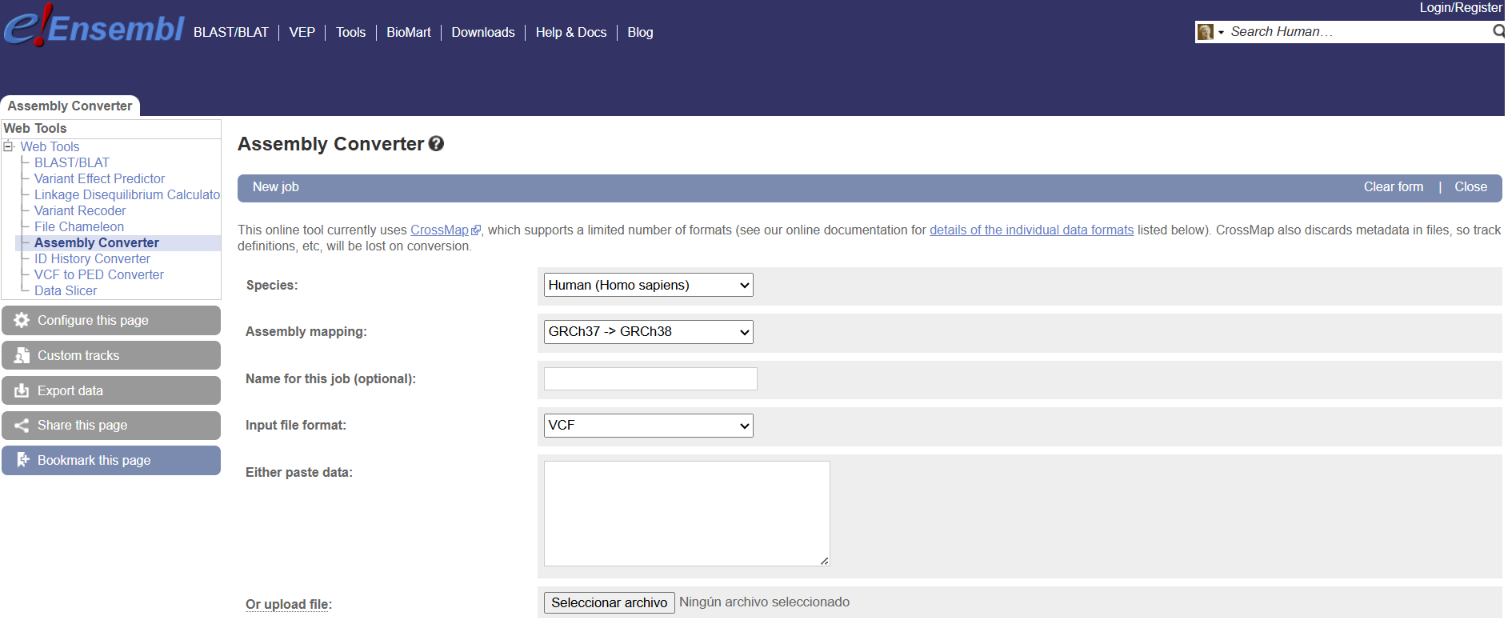 Login/Register
e!Ensembl BLAST/BLAT VEP Tools BioMart Downloads Help & Docs Blog
Search Human…
Assembly Converter
Web Tools
Web Tools
BLAST/BLAT
Variant Effect Predictor
Linkage Disequilibrium Calculato
Variant Recoder
File Chameleon
Assembly Converter
ID History Converter
VCF to PED Converter
Data Slicer
Configure this page
Custom tracks
Export data
Share this page
Bookmark this page
Assembly Converter ?
New job Clear form | Close
This online tool currently uses CrossMap, which supports a limited number of formats (see our online documentation for details of the individual data formats listed below). CrossMap also discards metadata in files, so track
definitions, etc, will be lost on conversion.
Species: Human (Homo sapiens)
Assembly mapping: GRCh37 -> GRCh38
Name for this job (optional):
Input file format: VCF
Either paste data:
Or upload file: Seleccionar archivo Ningún archivo seleccionado